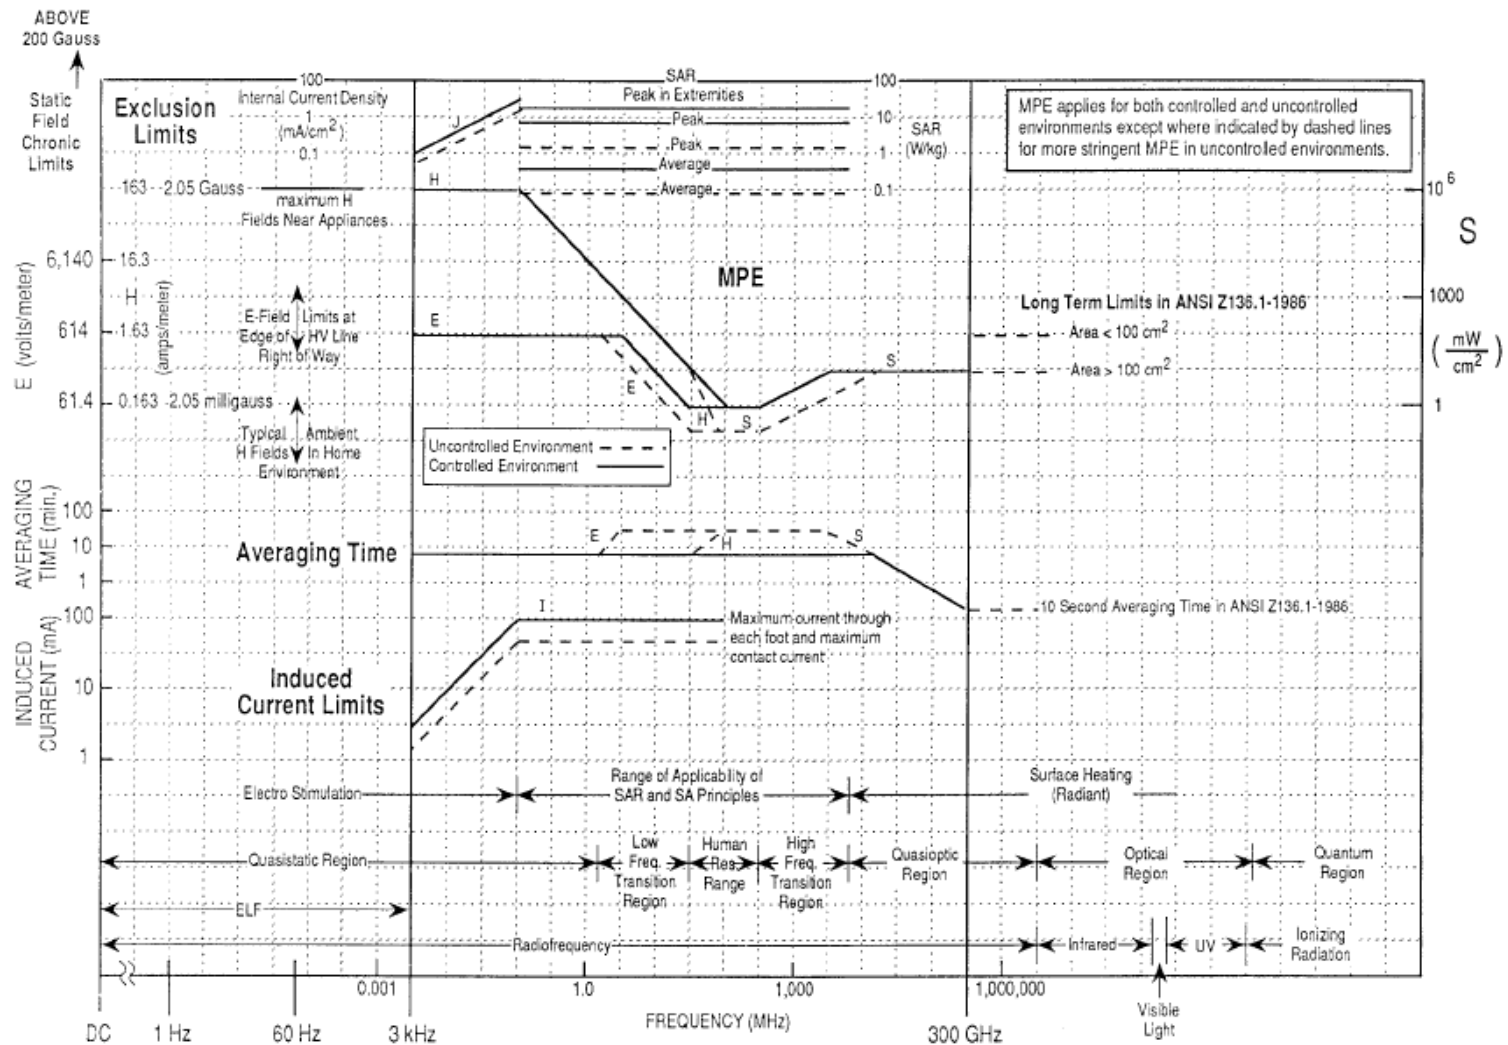 ABOVE
200 Gauss
Static
Field
Chronic
Limits
Exclusion
Limits
Internal Current Density
(mA/cm²)
100
1
0.1
163
2.05 Gauss
maximum H
Fields Near Appliances
6,140
16.3
H
(amps/meter)
E (volts/meter)
E-Field Limits at
Edge of HV Line
Right of Way
614
1.63
61.4
0.163
2.05 milligauss
Typical Ambient
H Fields In Home
Environment
SAR
Peak in Extremities
Peak
Peak
Average
Average
100
10
1
0.1
SAR
(W/kg)
J
H
E
MPE
E
H
S
S
MPE applies for both controlled and uncontrolled
environments except where indicated by dashed lines
for more stringent MPE in uncontrolled environments.
10⁶
S
1000
(mW/cm²)
1
Long Term Limits in ANSI Z136.1-1986
Area < 100 cm²
Area > 100 cm²
Uncontrolled Environment
Controlled Environment
AVERAGING
TIME (min.)
100
10
1
Averaging Time
E
H
S
10 Second Averaging Time in ANSI Z136.1-1986
INDUCED
CURRENT (mA)
100
10
1
Induced
Current Limits
I
Maximum current through
each foot and maximum
contact current
Electro Stimulation
Range of Applicability of
SAR and SA Principles
Surface Heating
(Radiant)
Quasistatic Region
Low
Freq.
Transition
Region
Human
Res.
Range
High
Freq.
Transition
Region
Quasioptic
Region
Optical
Region
Quantum
Region
ELF
Radiofrequency
Infrared
UV
Ionizing
Radiation
0.001
1.0
1,000
1,000,000
DC
1 Hz
60 Hz
3 kHz
FREQUENCY (MHz)
300 GHz
Visible
Light